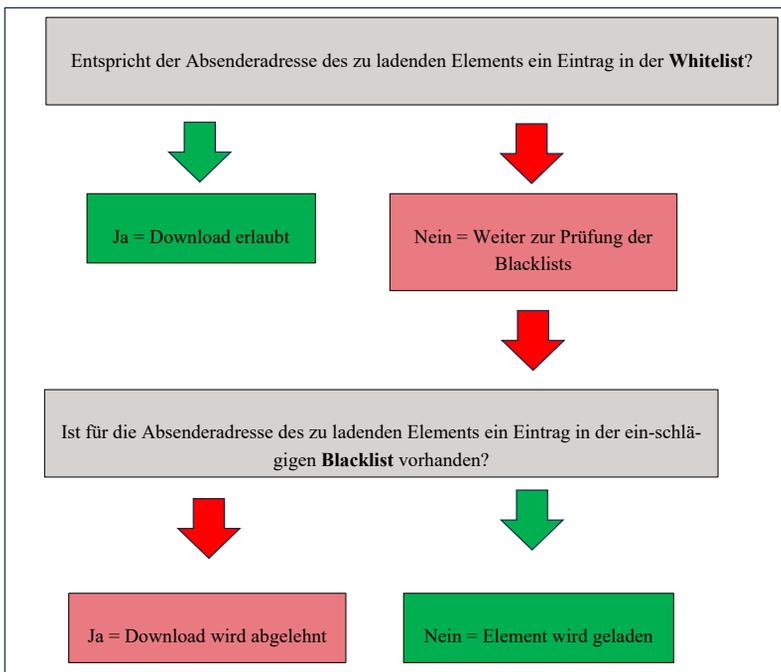 Entspricht der Absenderadresse des zu ladenden Elements ein Eintrag in der Whitelist?
Ja = Download erlaubt
Nein = Weiter zur Prüfung der
Blacklists
Ist für die Absenderadresse des zu ladenden Elements ein Eintrag in der ein-schlä-
gigen Blacklist vorhanden?
Ja = Download wird abgelehnt
Nein = Element wird geladen